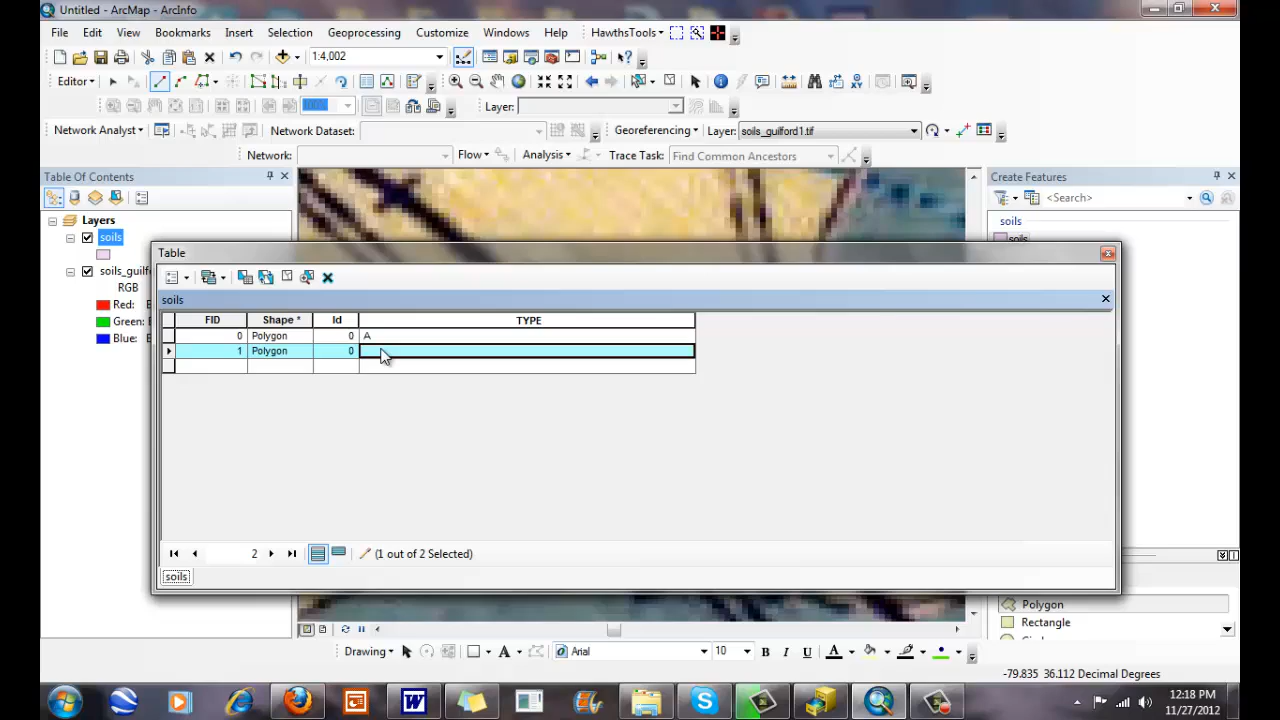 Untitled - ArcMap - ArcInfo
File Edit View Bookmarks Insert Selection Geoprocessing Customize Windows Help HawthsTools
1:4,002
Editor
Layer:
Network Analyst Network Dataset: Georeferencing Layer: soils_guilford1.tif
Network: Flow Analysis Trace Task: Find Common Ancestors
Table Of Contents
Layers
soils
soils_guilf
RGB
Red:
Green:
Blue:
Create Features
<Search>
soils
soils
Table
soils
FID Shape * Id TYPE
0 Polygon 0 A
1 Polygon 0
2 (1 out of 2 Selected)
soils
Polygon
Rectangle
Drawing A Arial 10 B I U A
-79.835 36.112 Decimal Degrees
12:18 PM
11/27/2012